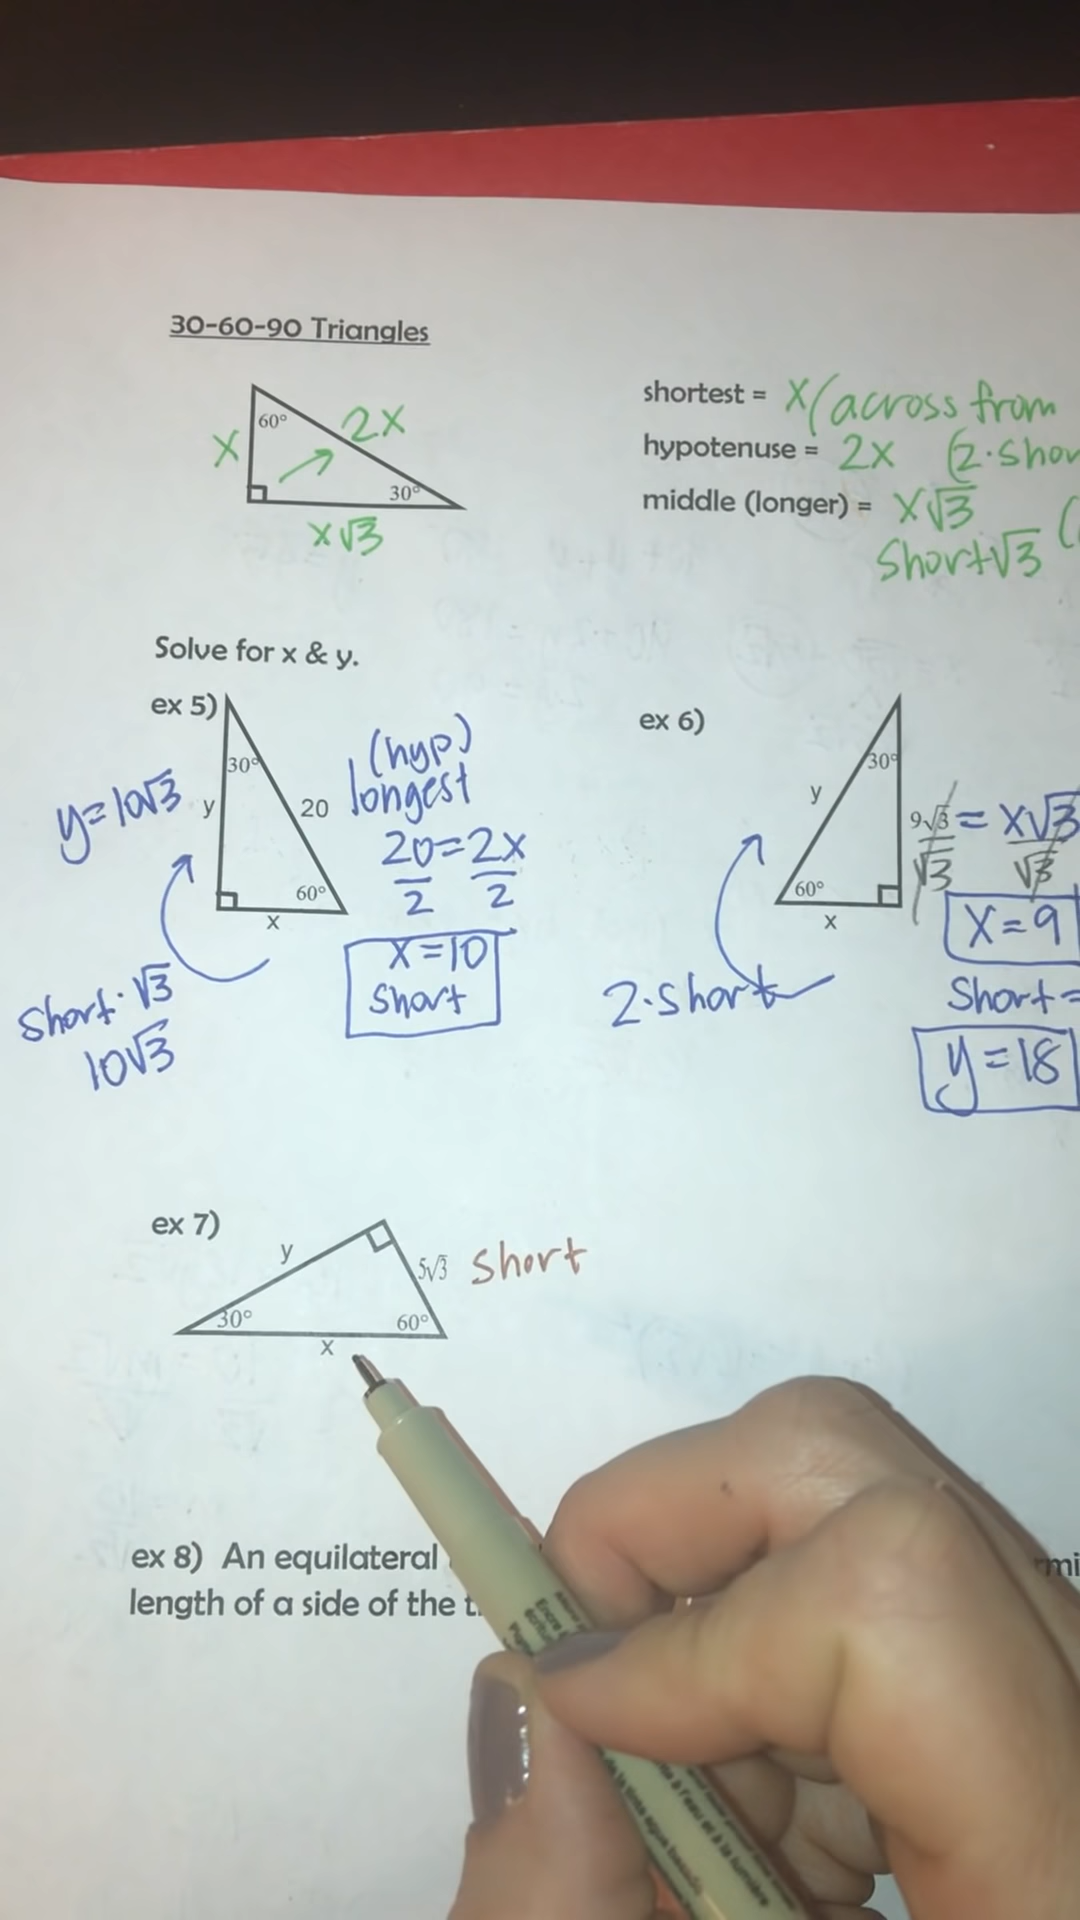 30-60-90 Triangles
60°
2X
X
30°
X√3
shortest = X (across from
hypotenuse = 2X (2·Shor
middle (longer) = X√3 (
Short√3
Solve for x & y.
ex 5)
30°
y
20
60°
x
y=10√3
(hyp)
longest
20=2X
2 2
X=10
Short
Short·√3
10√3
ex 6)
30°
y
60°
x
9√3 = X√3
√3 √3
X=9
2·Short
Short=
y=18
ex 7)
y
5√3 Short
30°
60°
x
ex 8) An equilateral
length of a side of the